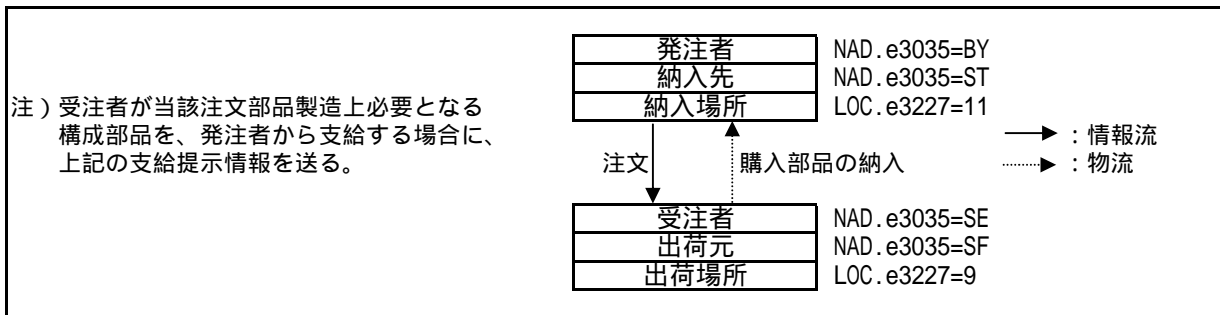 発注者 NAD.e3035=BY
納入先 NAD.e3035=ST
納入場所 LOC.e3227=11
注）受注者が当該注文部品製造上必要となる
構成部品を、発注者から支給する場合に、
上記の支給提示情報を送る。
：情報流
注文 購入部品の納入 ：物流
受注者 NAD.e3035=SE
出荷元 NAD.e3035=SF
出荷場所 LOC.e3227=9